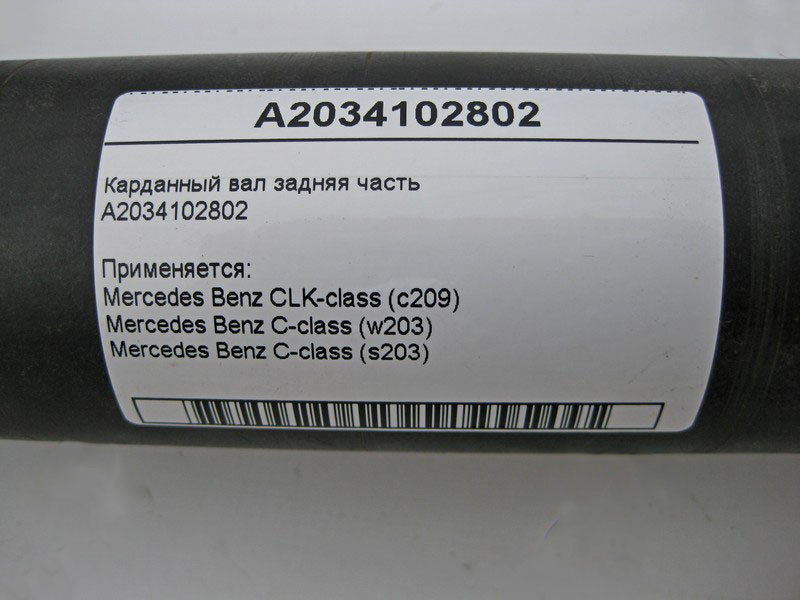 A2034102802
Карданный вал задняя часть
A2034102802
Применяется:
Mercedes Benz CLK-class (c209)
Mercedes Benz C-class (w203)
Mercedes Benz C-class (s203)